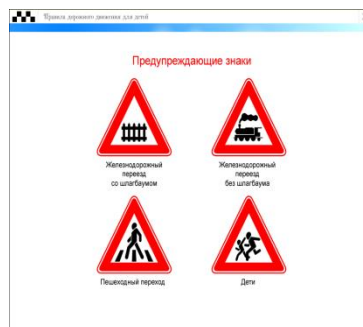 Правила дорожного движения для детей
Предупреждающие знаки
Железнодорожный
переезд
со шлагбаумом
Железнодорожный
переезд
без шлагбаума
Пешеходный переход
Дети